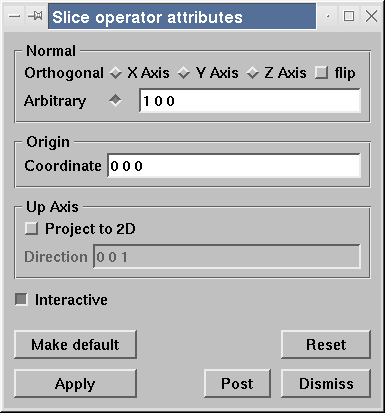 Slice operator attributes
Normal
Orthogonal X Axis Y Axis Z Axis flip
Arbitrary 1 0 0
Origin
Coordinate 0 0 0
Up Axis
Project to 2D
Direction 0 0 1
Interactive
Make default Reset
Apply Post Dismiss